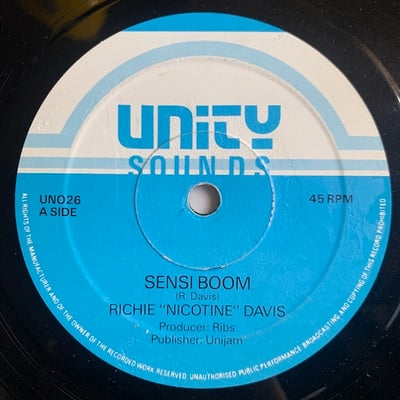 UNiTY
SOUNDS
UNO26
A SIDE
45 RPM
SENSI BOOM
(R. Davis)
RICHIE "NICOTINE" DAVIS
Producer: Ribs
Publisher: Unijam
ALL RIGHTS OF THE MANUFACTURER AND OF THE OWNER OF THE RECORDED WORK RESERVED. UNAUTHORISED PUBLIC PERFORMANCE BROADCASTING AND COPYING OF THIS RECORD PROHIBITED